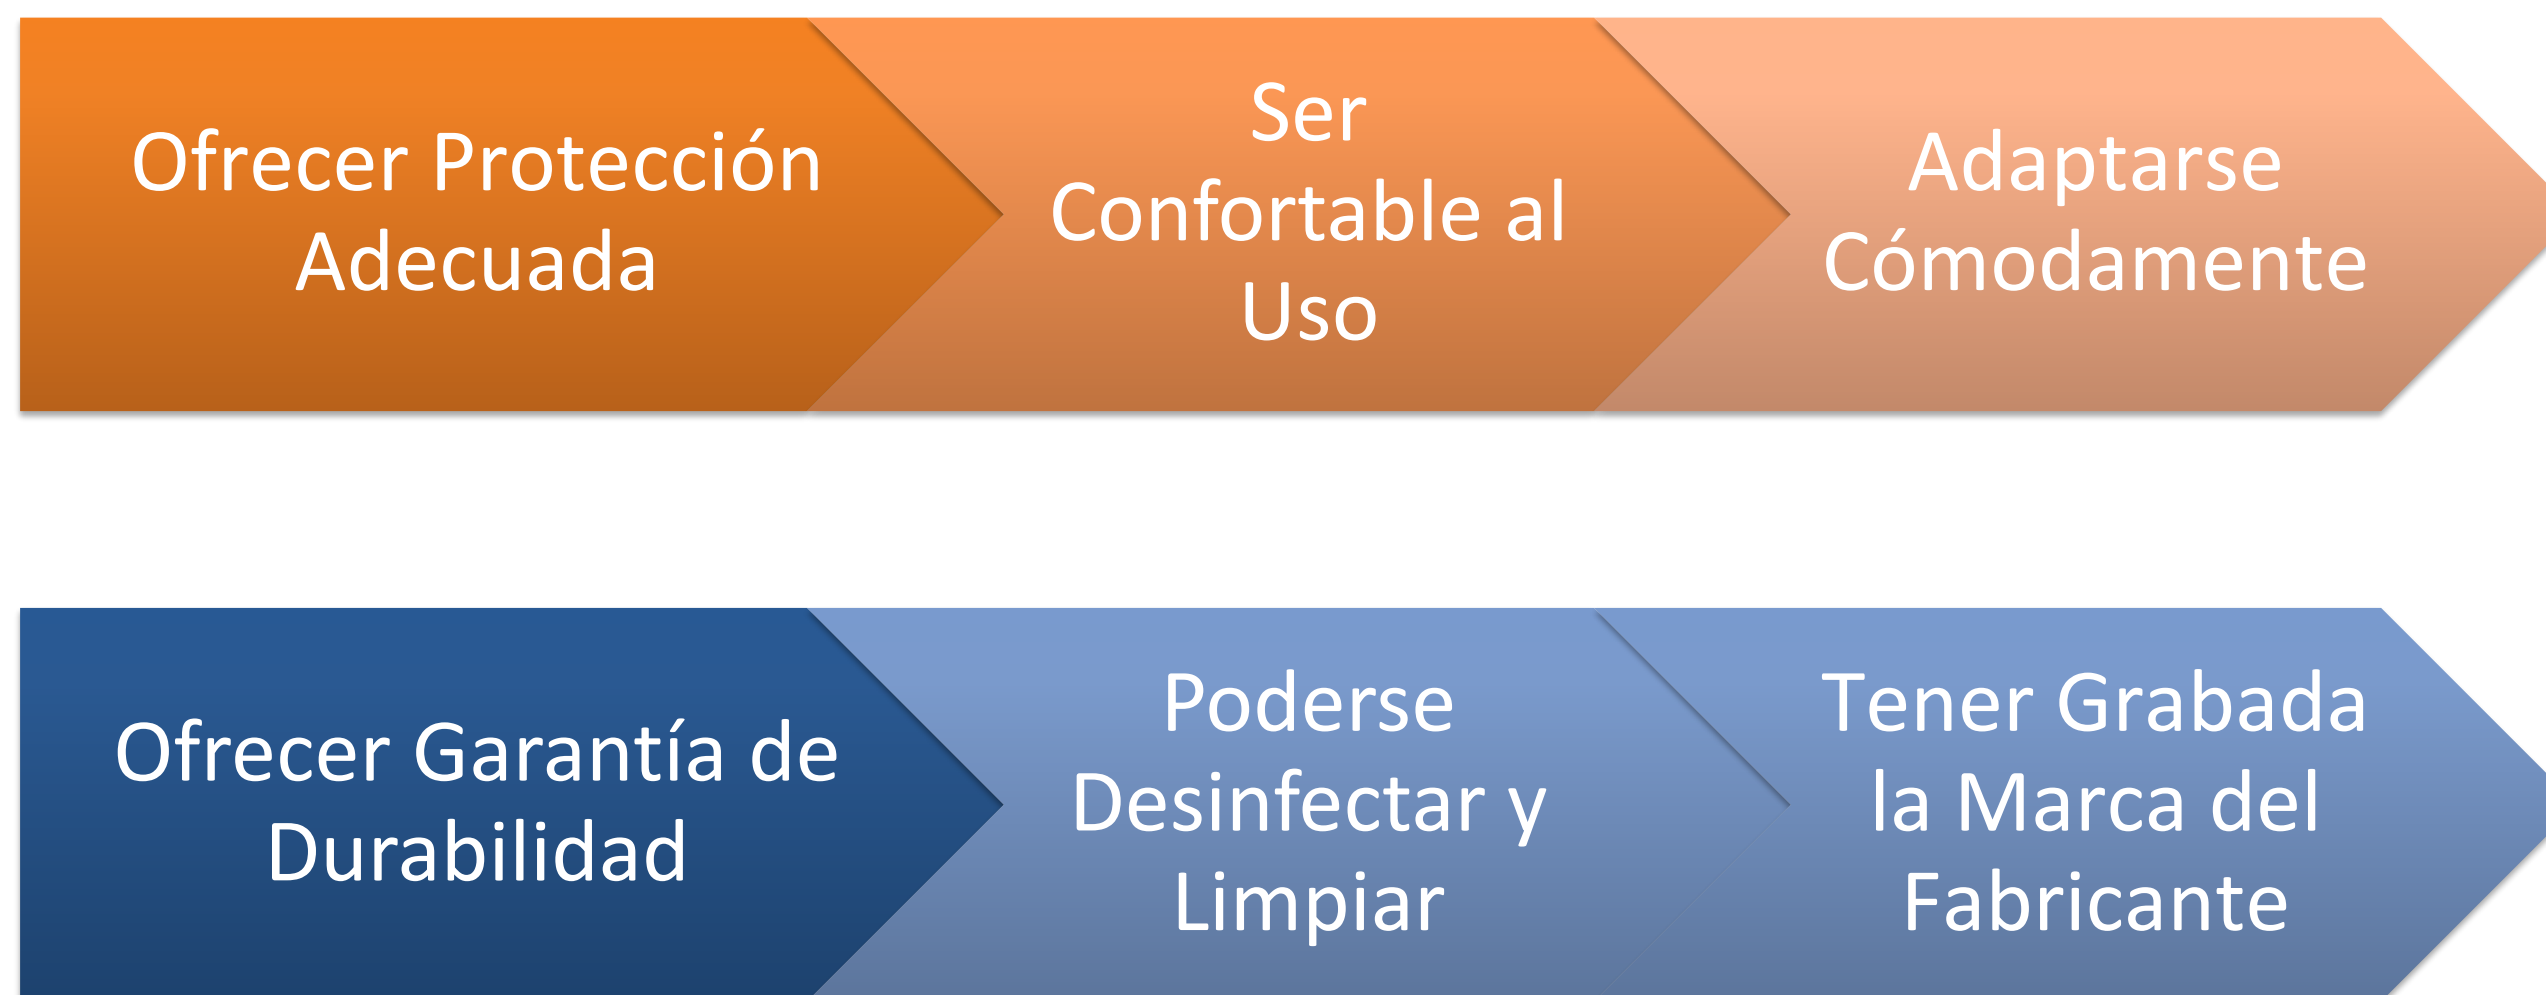 Ofrecer Protección
Adecuada
Ser
Confortable al
Uso
Adaptarse
Cómodamente
Ofrecer Garantía de
Durabilidad
Poderse
Desinfectar y
Limpiar
Tener Grabada
la Marca del
Fabricante